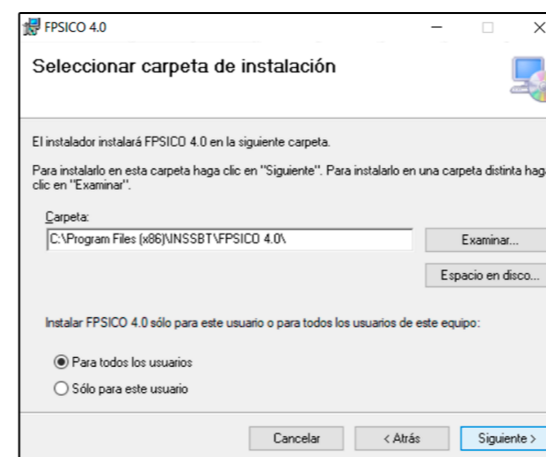 FPSICO 4.0
Seleccionar carpeta de instalación
El instalador instalará FPSICO 4.0 en la siguiente carpeta.
Para instalarlo en esta carpeta haga clic en "Siguiente". Para instalarlo en una carpeta distinta haga
clic en "Examinar".
Carpeta:
C:\Program Files (x86)\INSSBT\FPSICO 4.0\
Examinar...
Espacio en disco...
Instalar FPSICO 4.0 sólo para este usuario o para todos los usuarios de este equipo:
Para todos los usuarios
Sólo para este usuario
Cancelar
< Atrás
Siguiente >